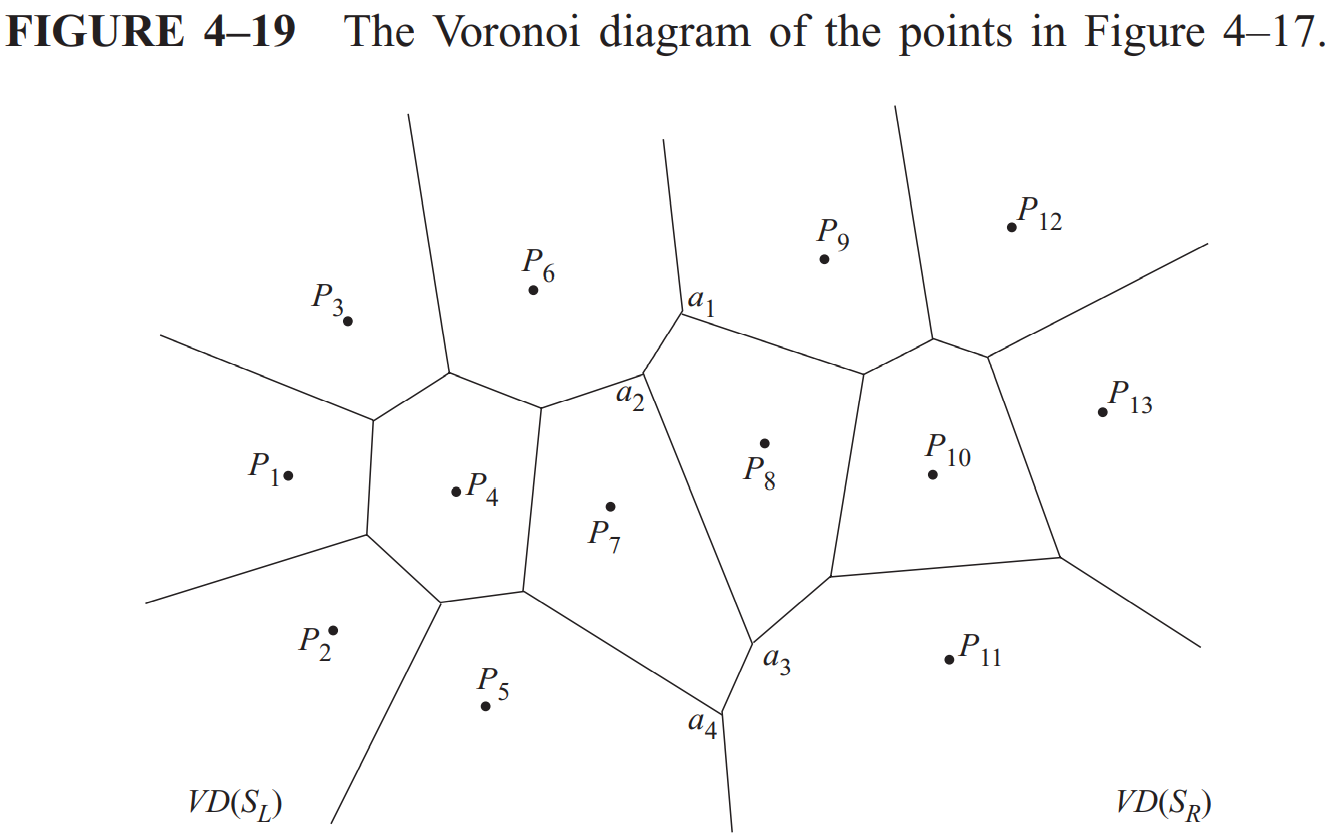 FIGURE 4–19 The Voronoi diagram of the points in Figure 4–17.
P12
P9
P6
P3
a1
a2
P13
P10
P1
P4
P8
P7
P2
P11
a3
P5
a4
VD(SL)
VD(SR)